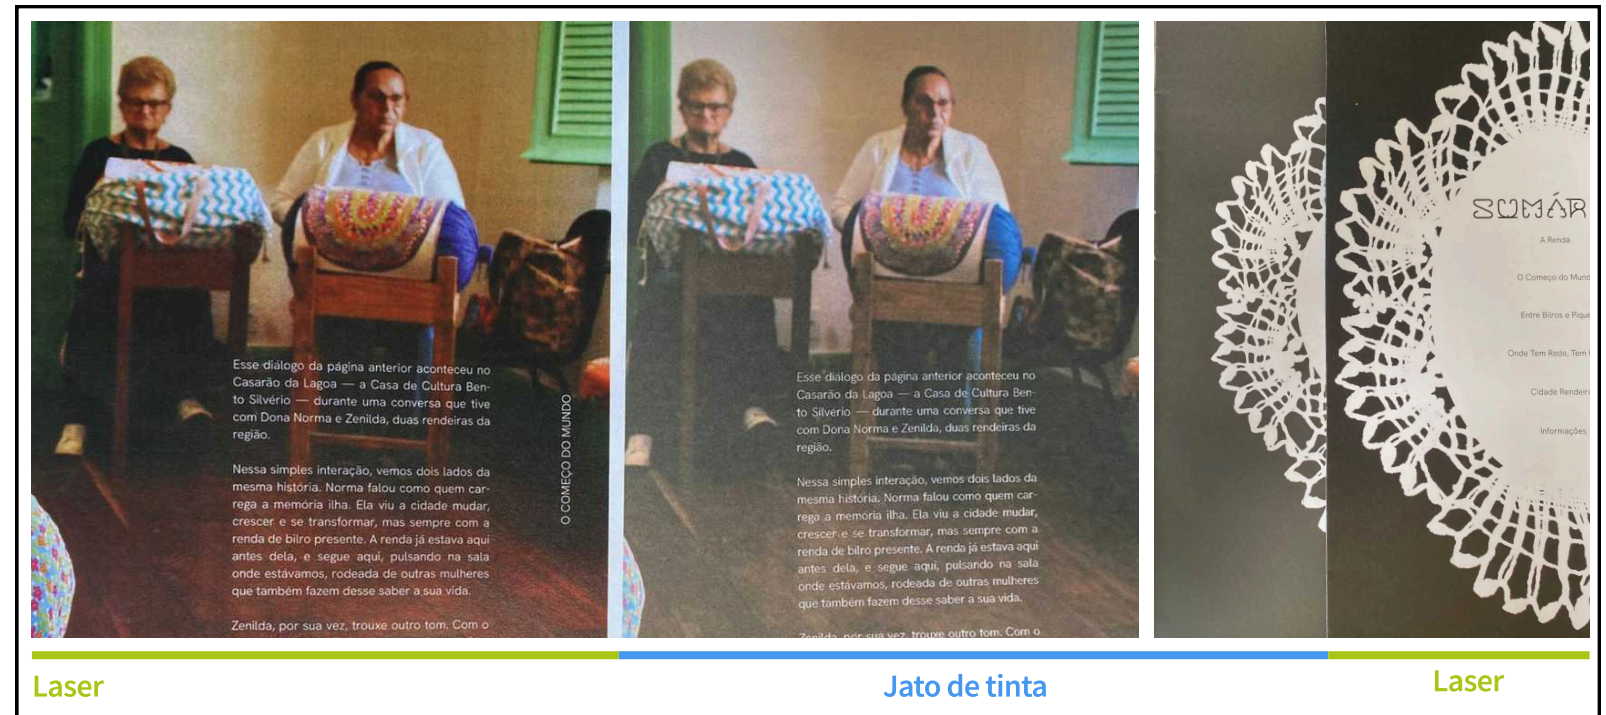 Esse diálogo da página anterior aconteceu no
Casarão da Lagoa — a Casa de Cultura Ben-
to Silvério — durante uma conversa que tive
com Dona Norma e Zenilda, duas rendeiras da
região.
Nessa simples interação, vemos dois lados da
mesma história. Norma falou como quem car-
rega a memória ilha. Ela viu a cidade mudar,
crescer e se transformar, mas sempre com a
renda de bilro presente. A renda já estava aqui
antes dela, e segue aqui, pulsando na sala
onde estávamos, rodeada de outras mulheres
que também fazem desse saber a sua vida.
Zenilda, por sua vez, trouxe outro tom. Com o
O COMEÇO DO MUNDO
Esse diálogo da página anterior aconteceu no
Casarão da Lagoa — a Casa de Cultura Ben-
to Silvério — durante uma conversa que tive
com Dona Norma e Zenilda, duas rendeiras da
região.
Nessa simples interação, vemos dois lados da
mesma história. Norma falou como quem car-
rega a memória ilha. Ela viu a cidade mudar,
crescer e se transformar, mas sempre com a
renda de bilro presente. A renda já estava aqui
antes dela, e segue aqui, pulsando na sala
onde estávamos, rodeada de outras mulheres
que também fazem desse saber a sua vida.
Zenilda, por sua vez, trouxe outro tom. Com o
SUMÁR
A Renda
O Começo do Mund
Entre Bilros e Pique
Onde Tem Rede, Tem
Cidade Rendeir
Informações
Laser
Jato de tinta
Laser